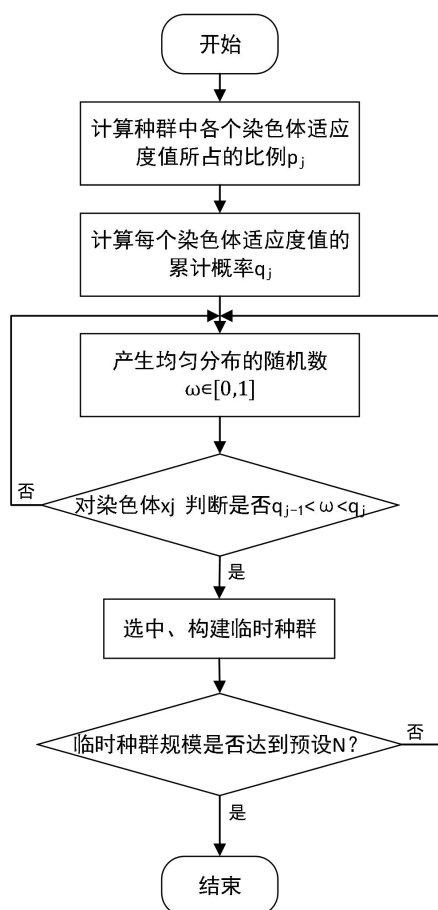 开始
计算种群中各个染色体适应
度值所占的比例pj
计算每个染色体适应度值的
累计概率qj
产生均匀分布的随机数
ω∈[0,1]
否
对染色体xj 判断是否qj-1<ω<qj
是
选中、构建临时种群
临时种群规模是否达到预设N?
否
是
结束